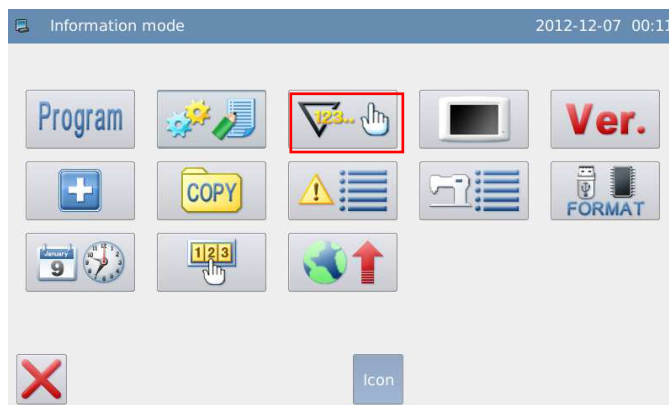 Information mode 2012-12-07 00:11
Program 123.. Ver.
COPY FORMAT
January 9 123
Icon